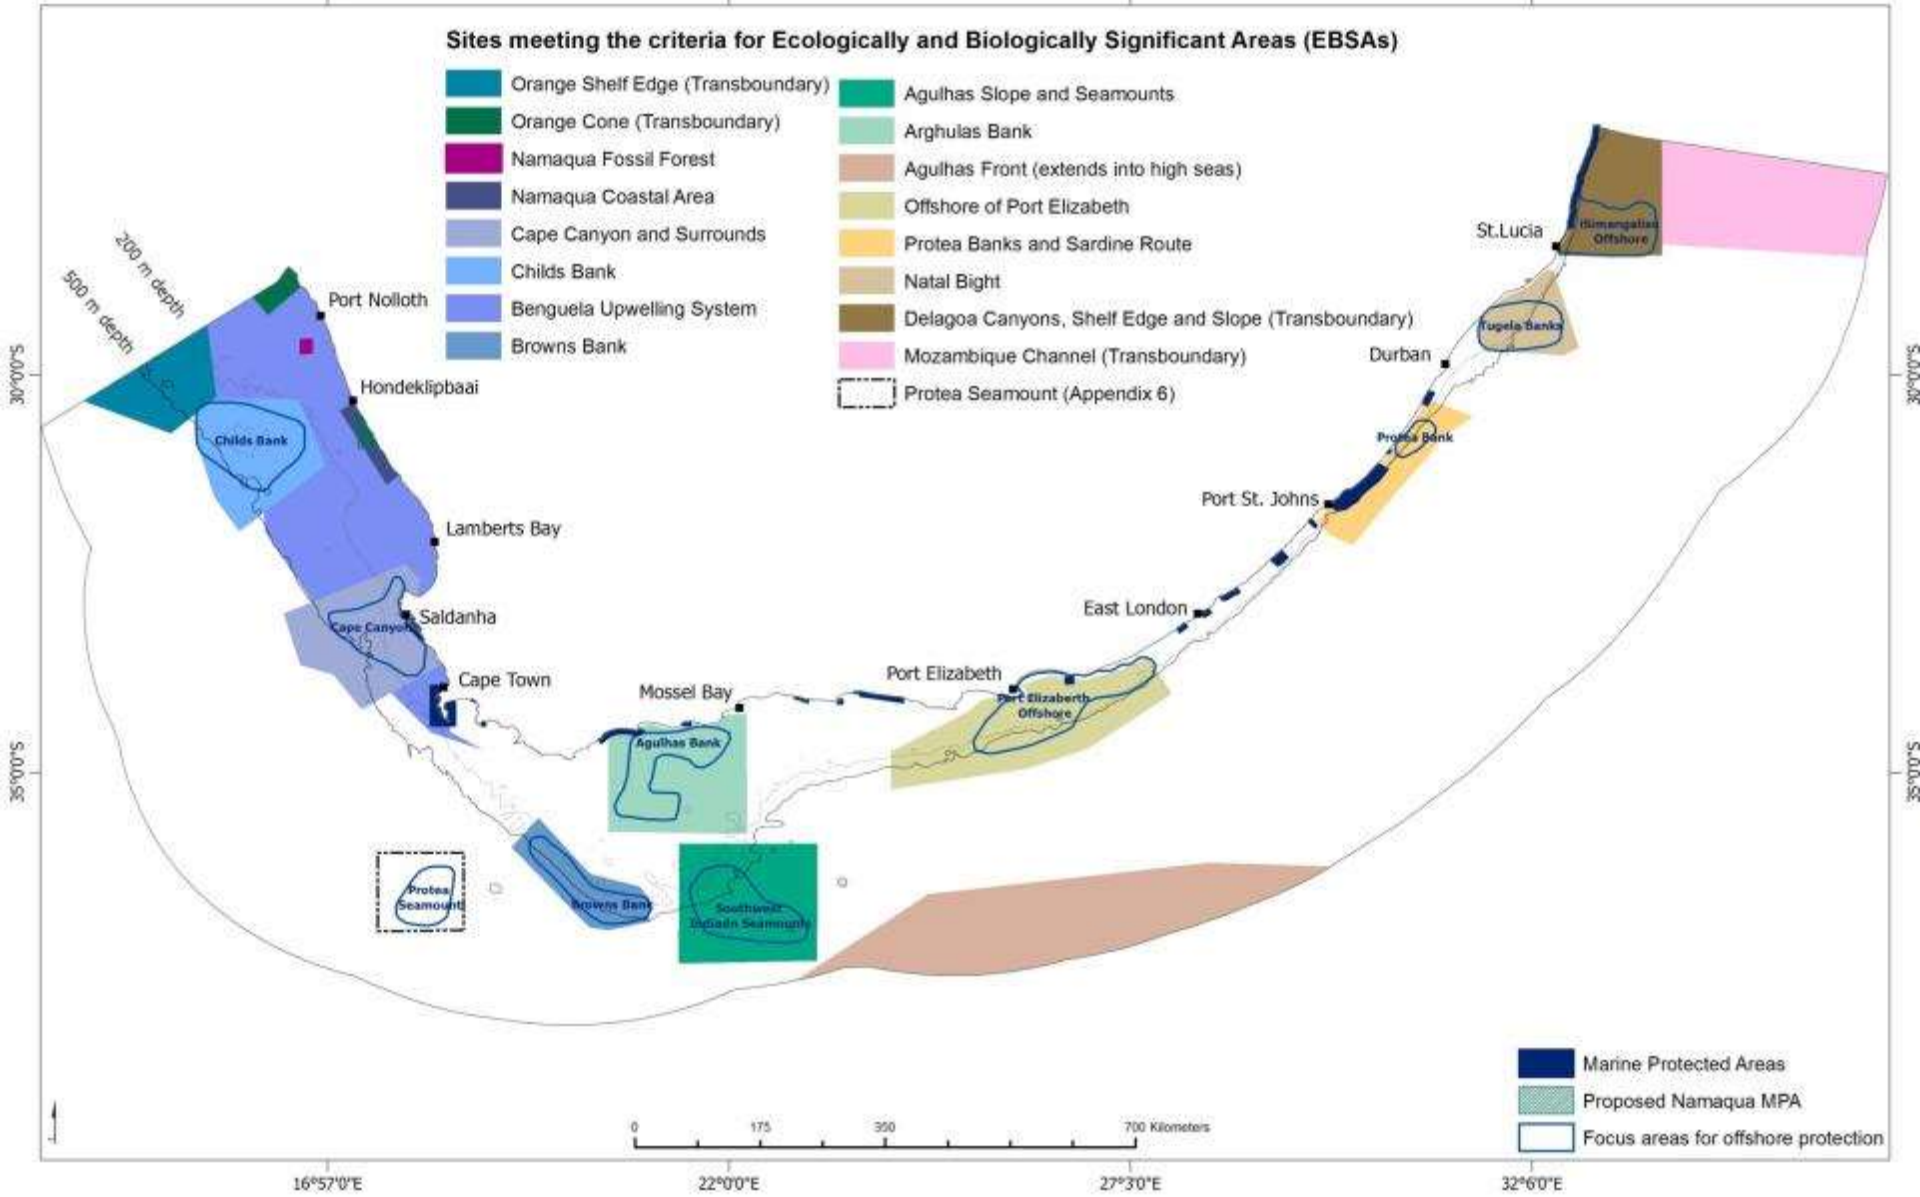 Sites meeting the criteria for Ecologically and Biologically Significant Areas (EBSAs)
Orange Shelf Edge (Transboundary)
Orange Cone (Transboundary)
Namaqua Fossil Forest
Namaqua Coastal Area
Cape Canyon and Surrounds
Childs Bank
Benguela Upwelling System
Browns Bank
Agulhas Slope and Seamounts
Arghulas Bank
Agulhas Front (extends into high seas)
Offshore of Port Elizabeth
Protea Banks and Sardine Route
Natal Bight
Delagoa Canyons, Shelf Edge and Slope (Transboundary)
Mozambique Channel (Transboundary)
Protea Seamount (Appendix 6)
200 m depth
500 m depth
Port Nolloth
Hondeklipbaai
Childs Bank
Lamberts Bay
Saldanha
Cape Canyon
Cape Town
Mossel Bay
Agulhas Bank
Port Elizabeth
Port Elizaberth
Offshore
East London
Port St. Johns
Protea Bank
Durban
Tugela Banks
St.Lucia
iSimangaliso
Offshore
Protea
Seamount
Browns Bank
Southwest
Indiadn Seamounts
30°0'0"S
35°0'0"S
30°0'0"S
35°0'0"S
Marine Protected Areas
Proposed Namaqua MPA
Focus areas for offshore protection
0 175 350 700 Kilometers
16°57'0"E 22°0'0"E 27°3'0"E 32°6'0"E